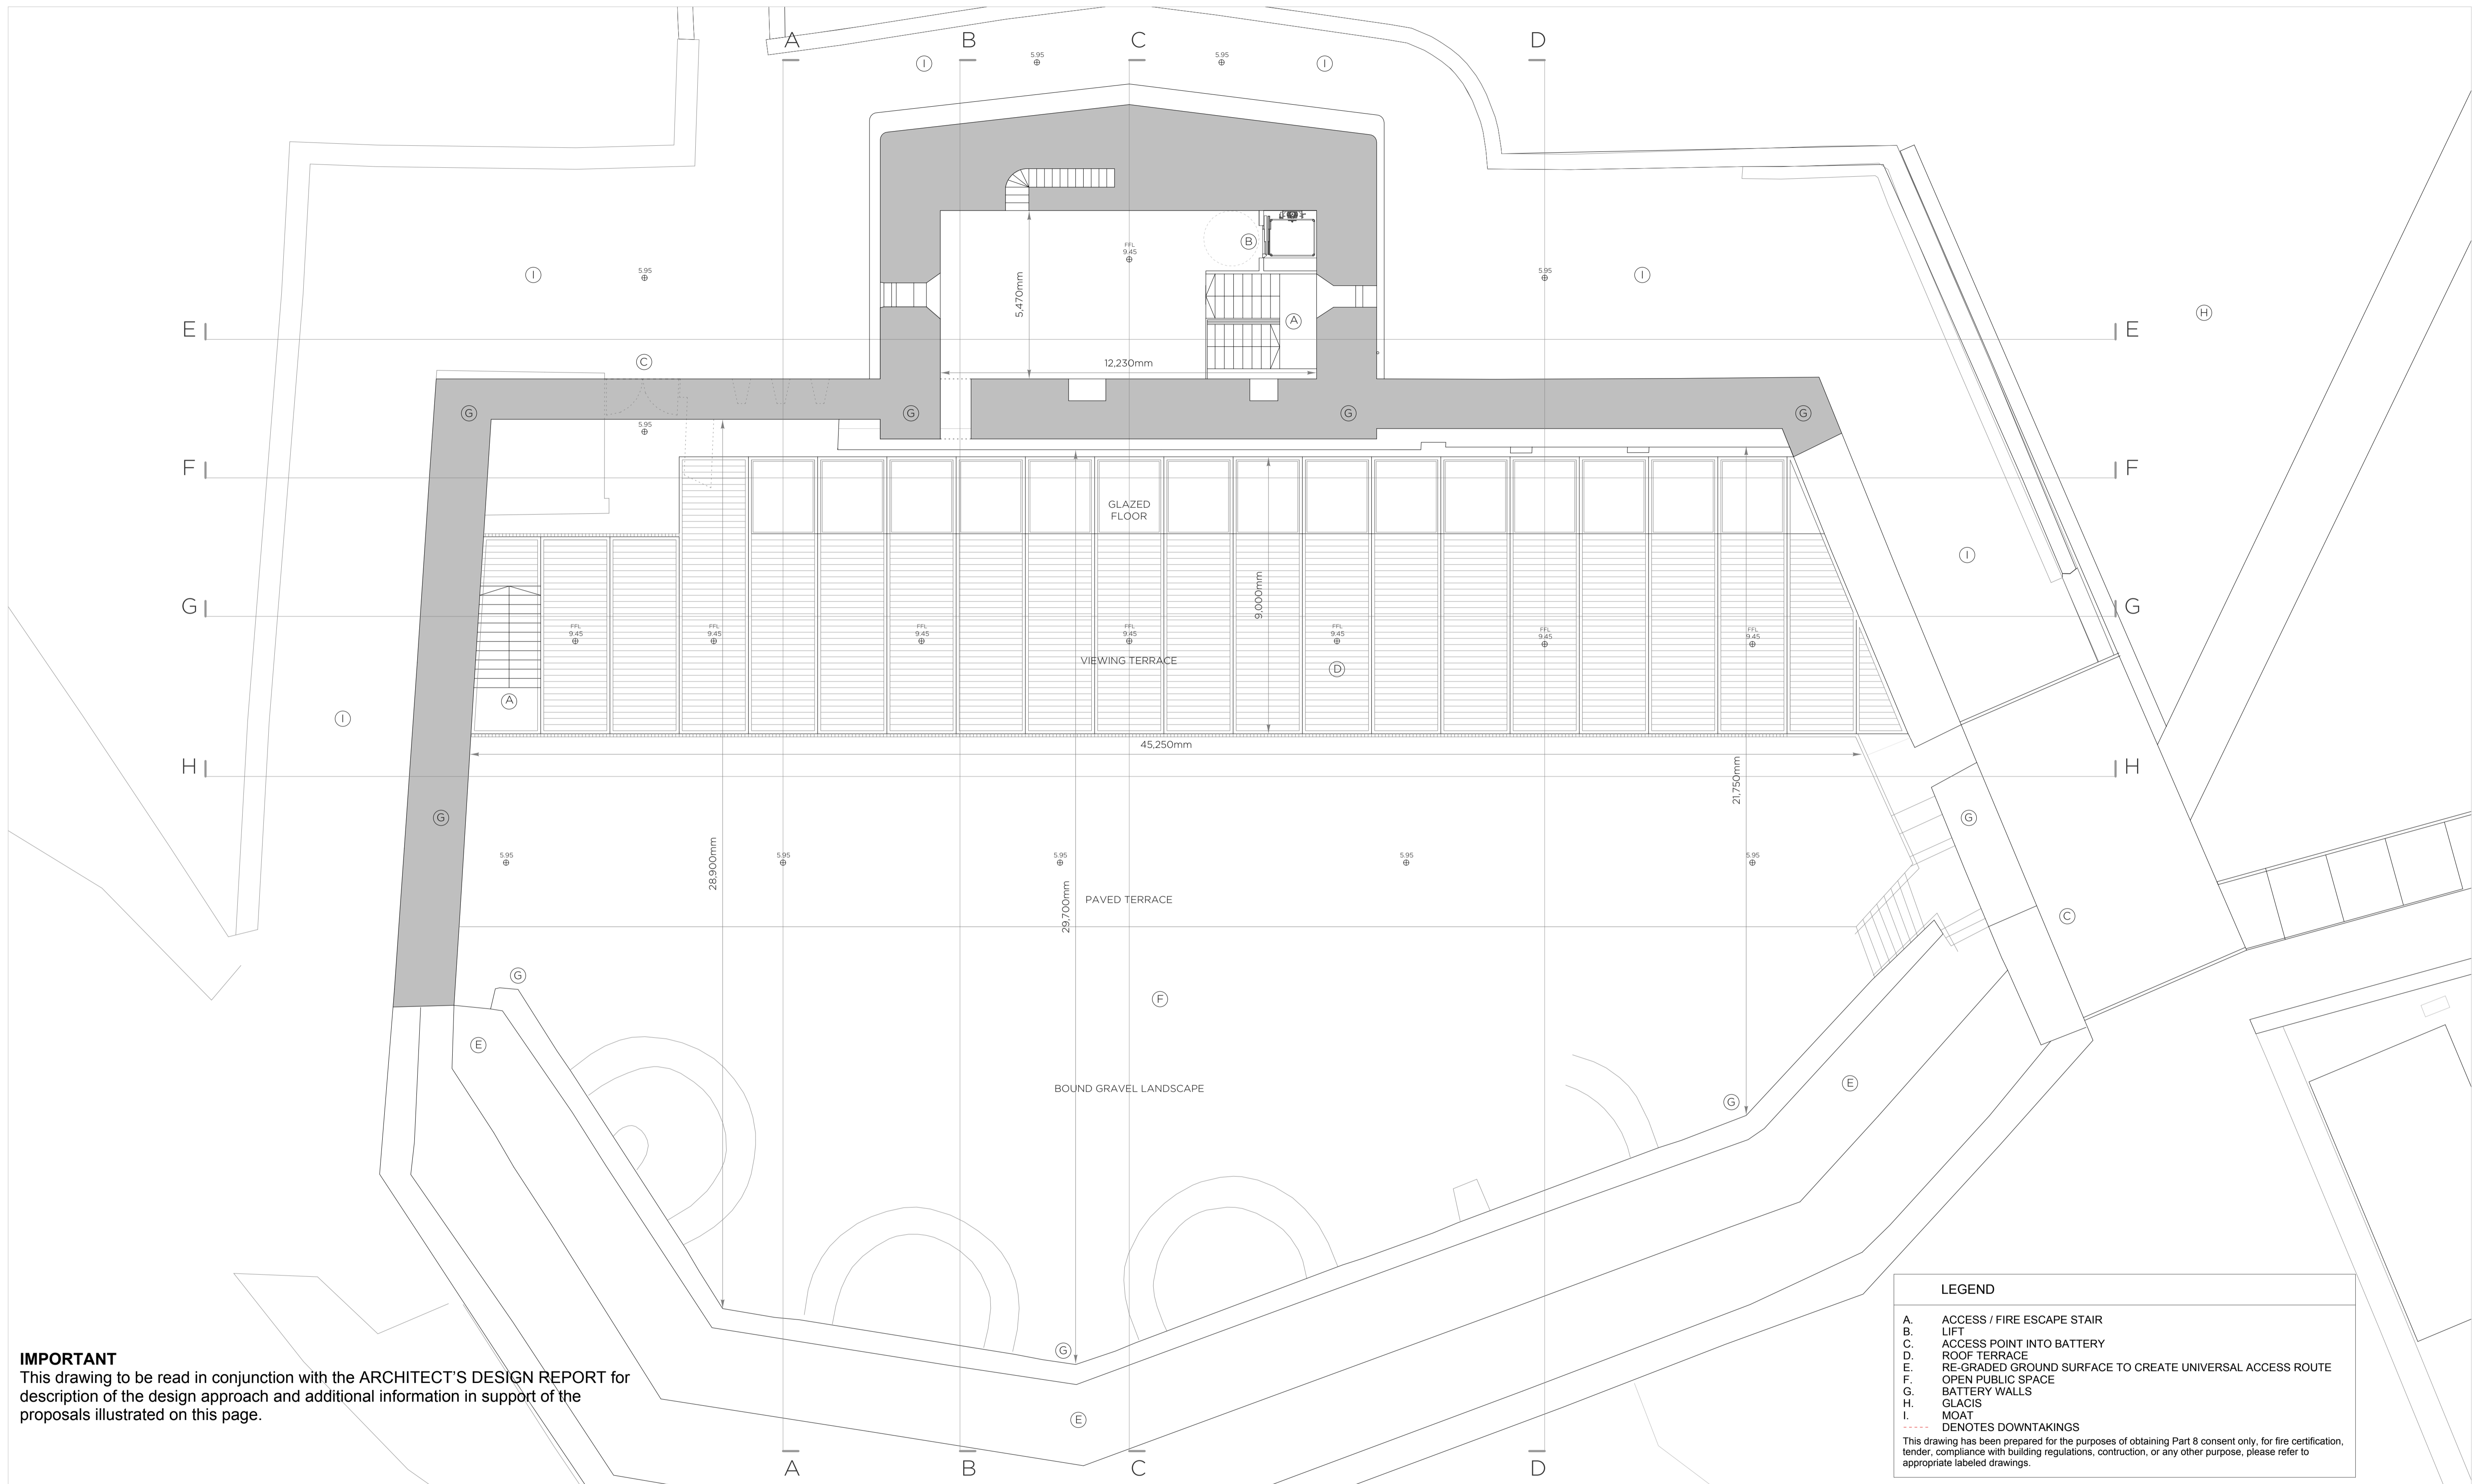 A B C D
5.95 5.95
I I
B
FFL
9.45
5.95 5.95
I I
H
5,470mm
A
E E
C
12,230mm
G G G G
5.95
F F
GLAZED
FLOOR
I
9,000mm
G G
FFL FFL FFL FFL FFL FFL FFL
9.45 9.45 9.45 9.45 9.45 9.45 9.45
VIEWING TERRACE
D
A
I
45,250mm
H H
21,750mm
G G
5.95 5.95 5.95 5.95 5.95
28,900mm
29,700mm
PAVED TERRACE
C
G
F
E
BOUND GRAVEL LANDSCAPE
E
G
G
E
A B C D
IMPORTANT
This drawing to be read in conjunction with the ARCHITECT'S DESIGN REPORT for
description of the design approach and additional information in support of the
proposals illustrated on this page.
LEGEND
A. ACCESS / FIRE ESCAPE STAIR
B. LIFT
C. ACCESS POINT INTO BATTERY
D. ROOF TERRACE
E. RE-GRADED GROUND SURFACE TO CREATE UNIVERSAL ACCESS ROUTE
F. OPEN PUBLIC SPACE
G. BATTERY WALLS
H. GLACIS
I. MOAT
----- DENOTES DOWNTAKINGS
This drawing has been prepared for the purposes of obtaining Part 8 consent only, for fire certification,
tender, compliance with building regulations, contruction, or any other purpose, please refer to
appropriate labeled drawings.